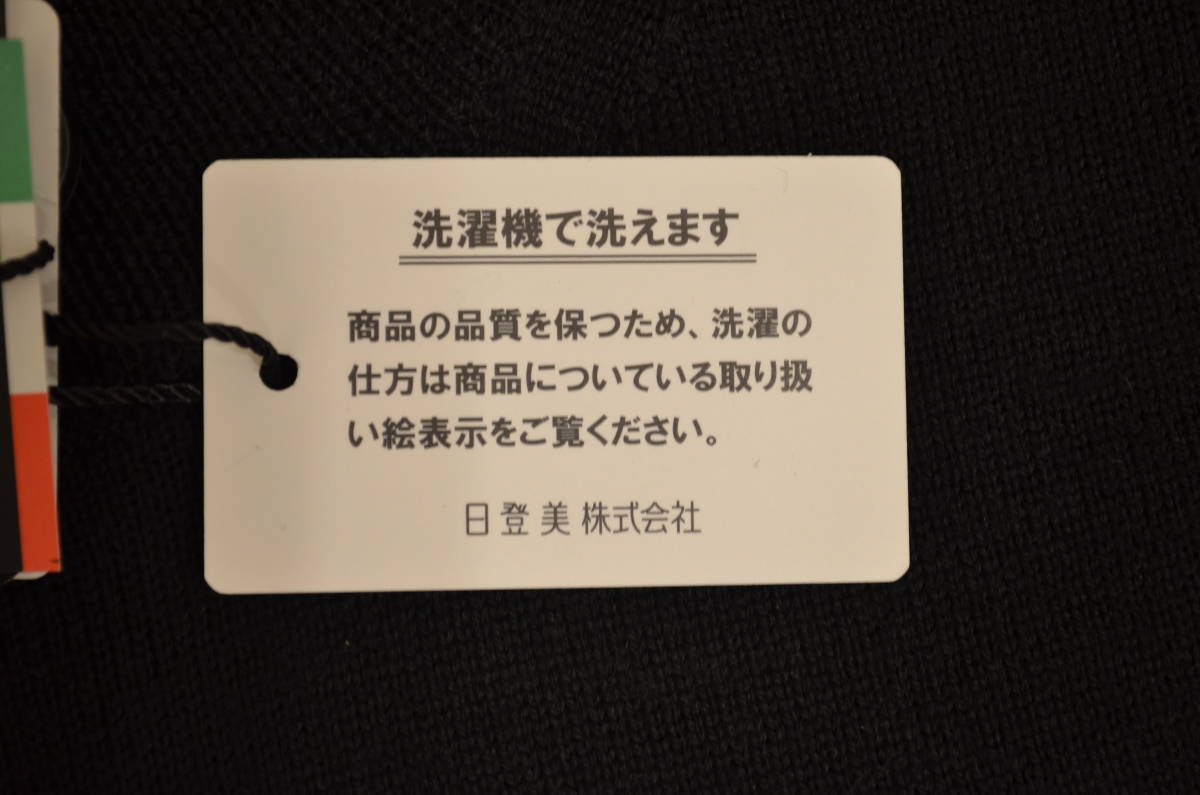 洗濯機で洗えます
商品の品質を保つため、洗濯の
仕方は商品についている取り扱
い絵表示をご覧ください。
日登美株式会社